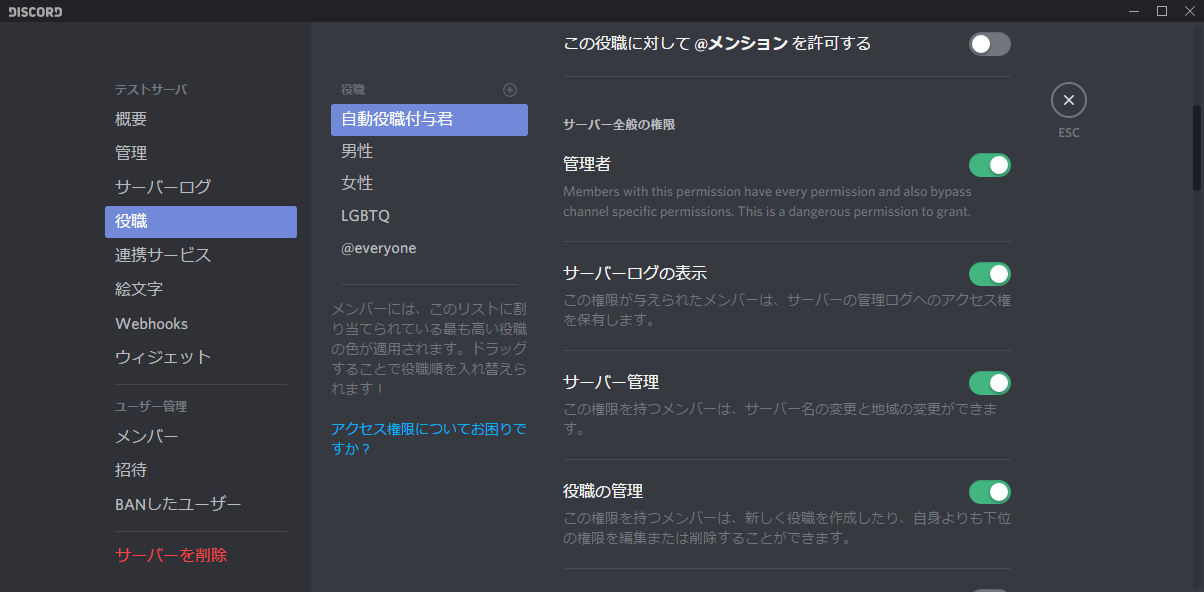 DISCORD
テストサーバ
概要
管理
サーバーログ
役職
連携サービス
絵文字
Webhooks
ウィジェット
ユーザー管理
メンバー
招待
BANしたユーザー
サーバーを削除
役職
自動役職付与君
男性
女性
LGBTQ
@everyone
メンバーには、このリストに割
り当てられている最も高い役職
の色が適用されます。ドラッグ
することで役職順を入れ替えら
れます！
アクセス権限についてお困りで
すか？
この役職に対して @メンション を許可する
サーバー全般の権限
管理者
Members with this permission have every permission and also bypass
channel specific permissions. This is a dangerous permission to grant.
サーバーログの表示
この権限が与えられたメンバーは、サーバーの管理ログへのアクセス権
を保有します。
サーバー管理
この権限を持つメンバーは、サーバー名の変更と地域の変更ができま
す。
役職の管理
この権限を持つメンバーは、新しく役職を作成したり、自身よりも下位
の権限を編集または削除することができます。
ESC